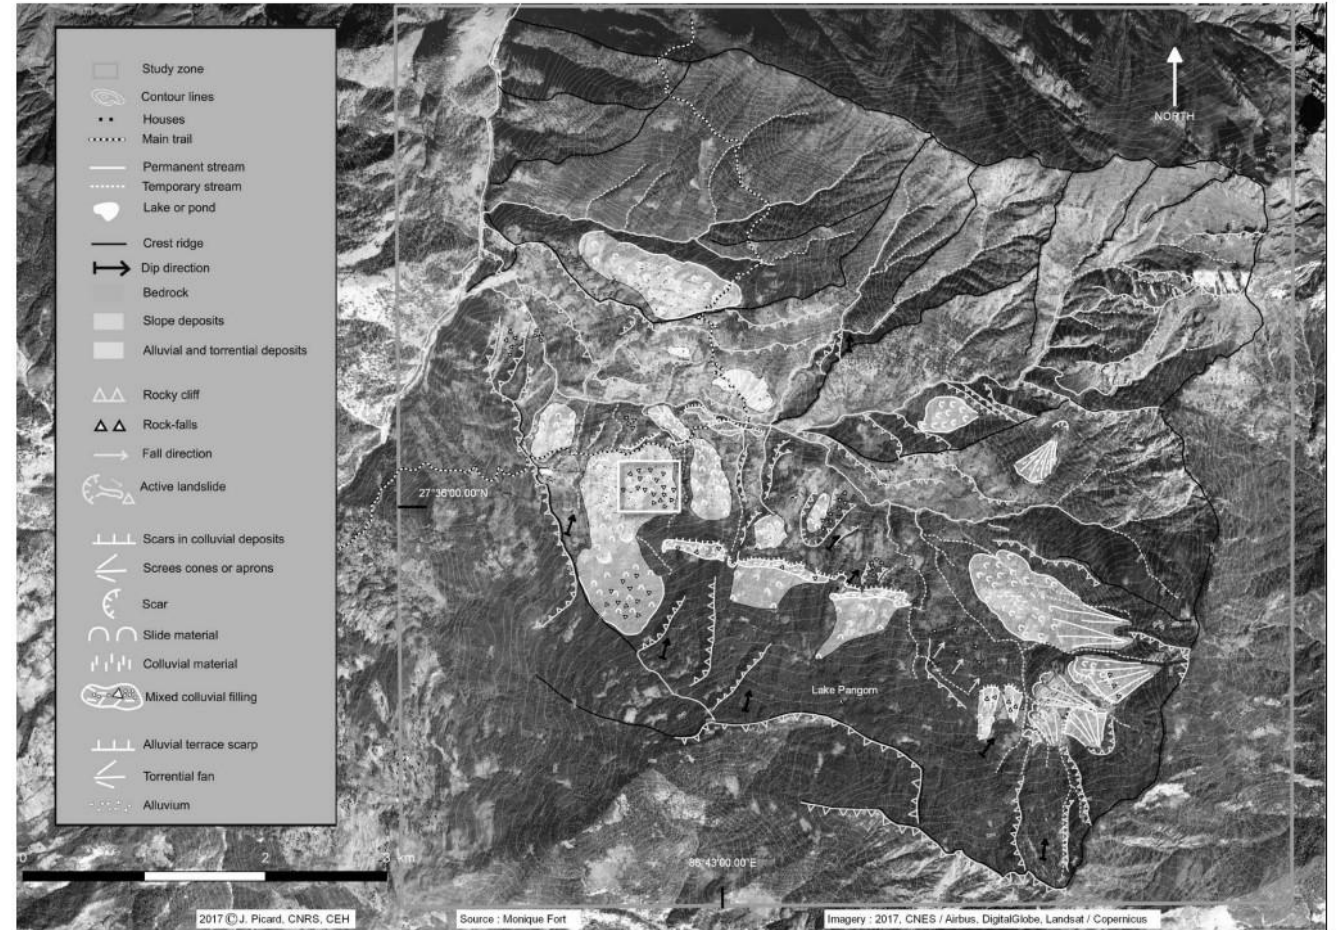 Study zone
Contour lines
Houses
Main trail
Permanent stream
Temporary stream
Lake or pond
Crest ridge
Dip direction
Bedrock
Slope deposits
Alluvial and torrential deposits
Rocky cliff
Rock-falls
Fall direction
Active landslide
Scars in colluvial deposits
Screes cones or aprons
Scar
Slide material
Colluvial material
Mixed colluvial filling
Alluvial terrace scarp
Torrential fan
Alluvium
NORTH
27°36'00.00"N
Lake Pangom
86°43'00.00"E
0 2 3 km
2017 © J. Picard, CNRS, CEH
Source : Monique Fort
Imagery : 2017, CNES / Airbus, DigitalGlobe, Landsat / Copernicus